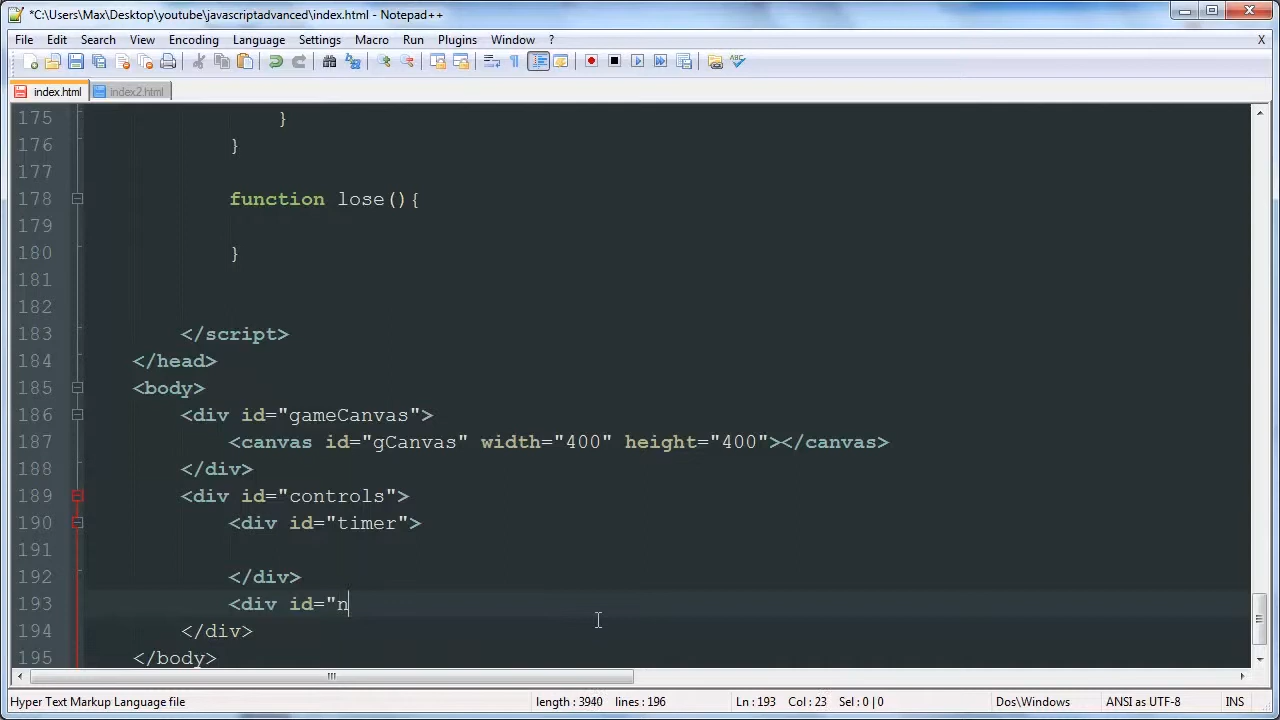 *C:\Users\Max\Desktop\youtube\javascriptadvanced\index.html - Notepad++
File Edit Search View Encoding Language Settings Macro Run Plugins Window ? X
index.html index2.html
175 }
176 }
177
178 function lose(){
179
180 }
181
182
183 </script>
184 </head>
185 <body>
186 <div id="gameCanvas">
187 <canvas id="gCanvas" width="400" height="400"></canvas>
188 </div>
189 <div id="controls">
190 <div id="timer">
191
192 </div>
193 <div id="n
194 </div>
195 </body>
Hyper Text Markup Language file length : 3940 lines : 196 Ln : 193 Col : 23 Sel : 0 | 0 Dos\Windows ANSI as UTF-8 INS